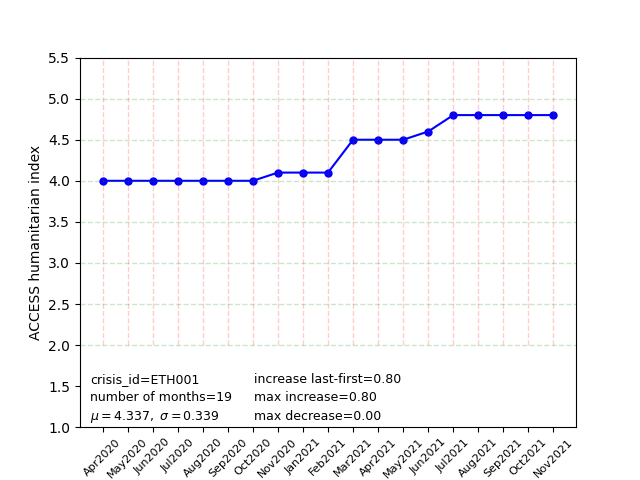 5.5
5.0
4.5
4.0
3.5
3.0
2.5
2.0
1.5
1.0
ACCESS humanitarian index
crisis_id=ETH001
number of months=19
μ = 4.337, σ = 0.339
increase last-first=0.80
max increase=0.80
max decrease=0.00
Apr2020
May2020
Jun2020
Jul2020
Aug2020
Sep2020
Oct2020
Nov2020
Jan2021
Feb2021
Mar2021
Apr2021
May2021
Jun2021
Jul2021
Aug2021
Sep2021
Oct2021
Nov2021